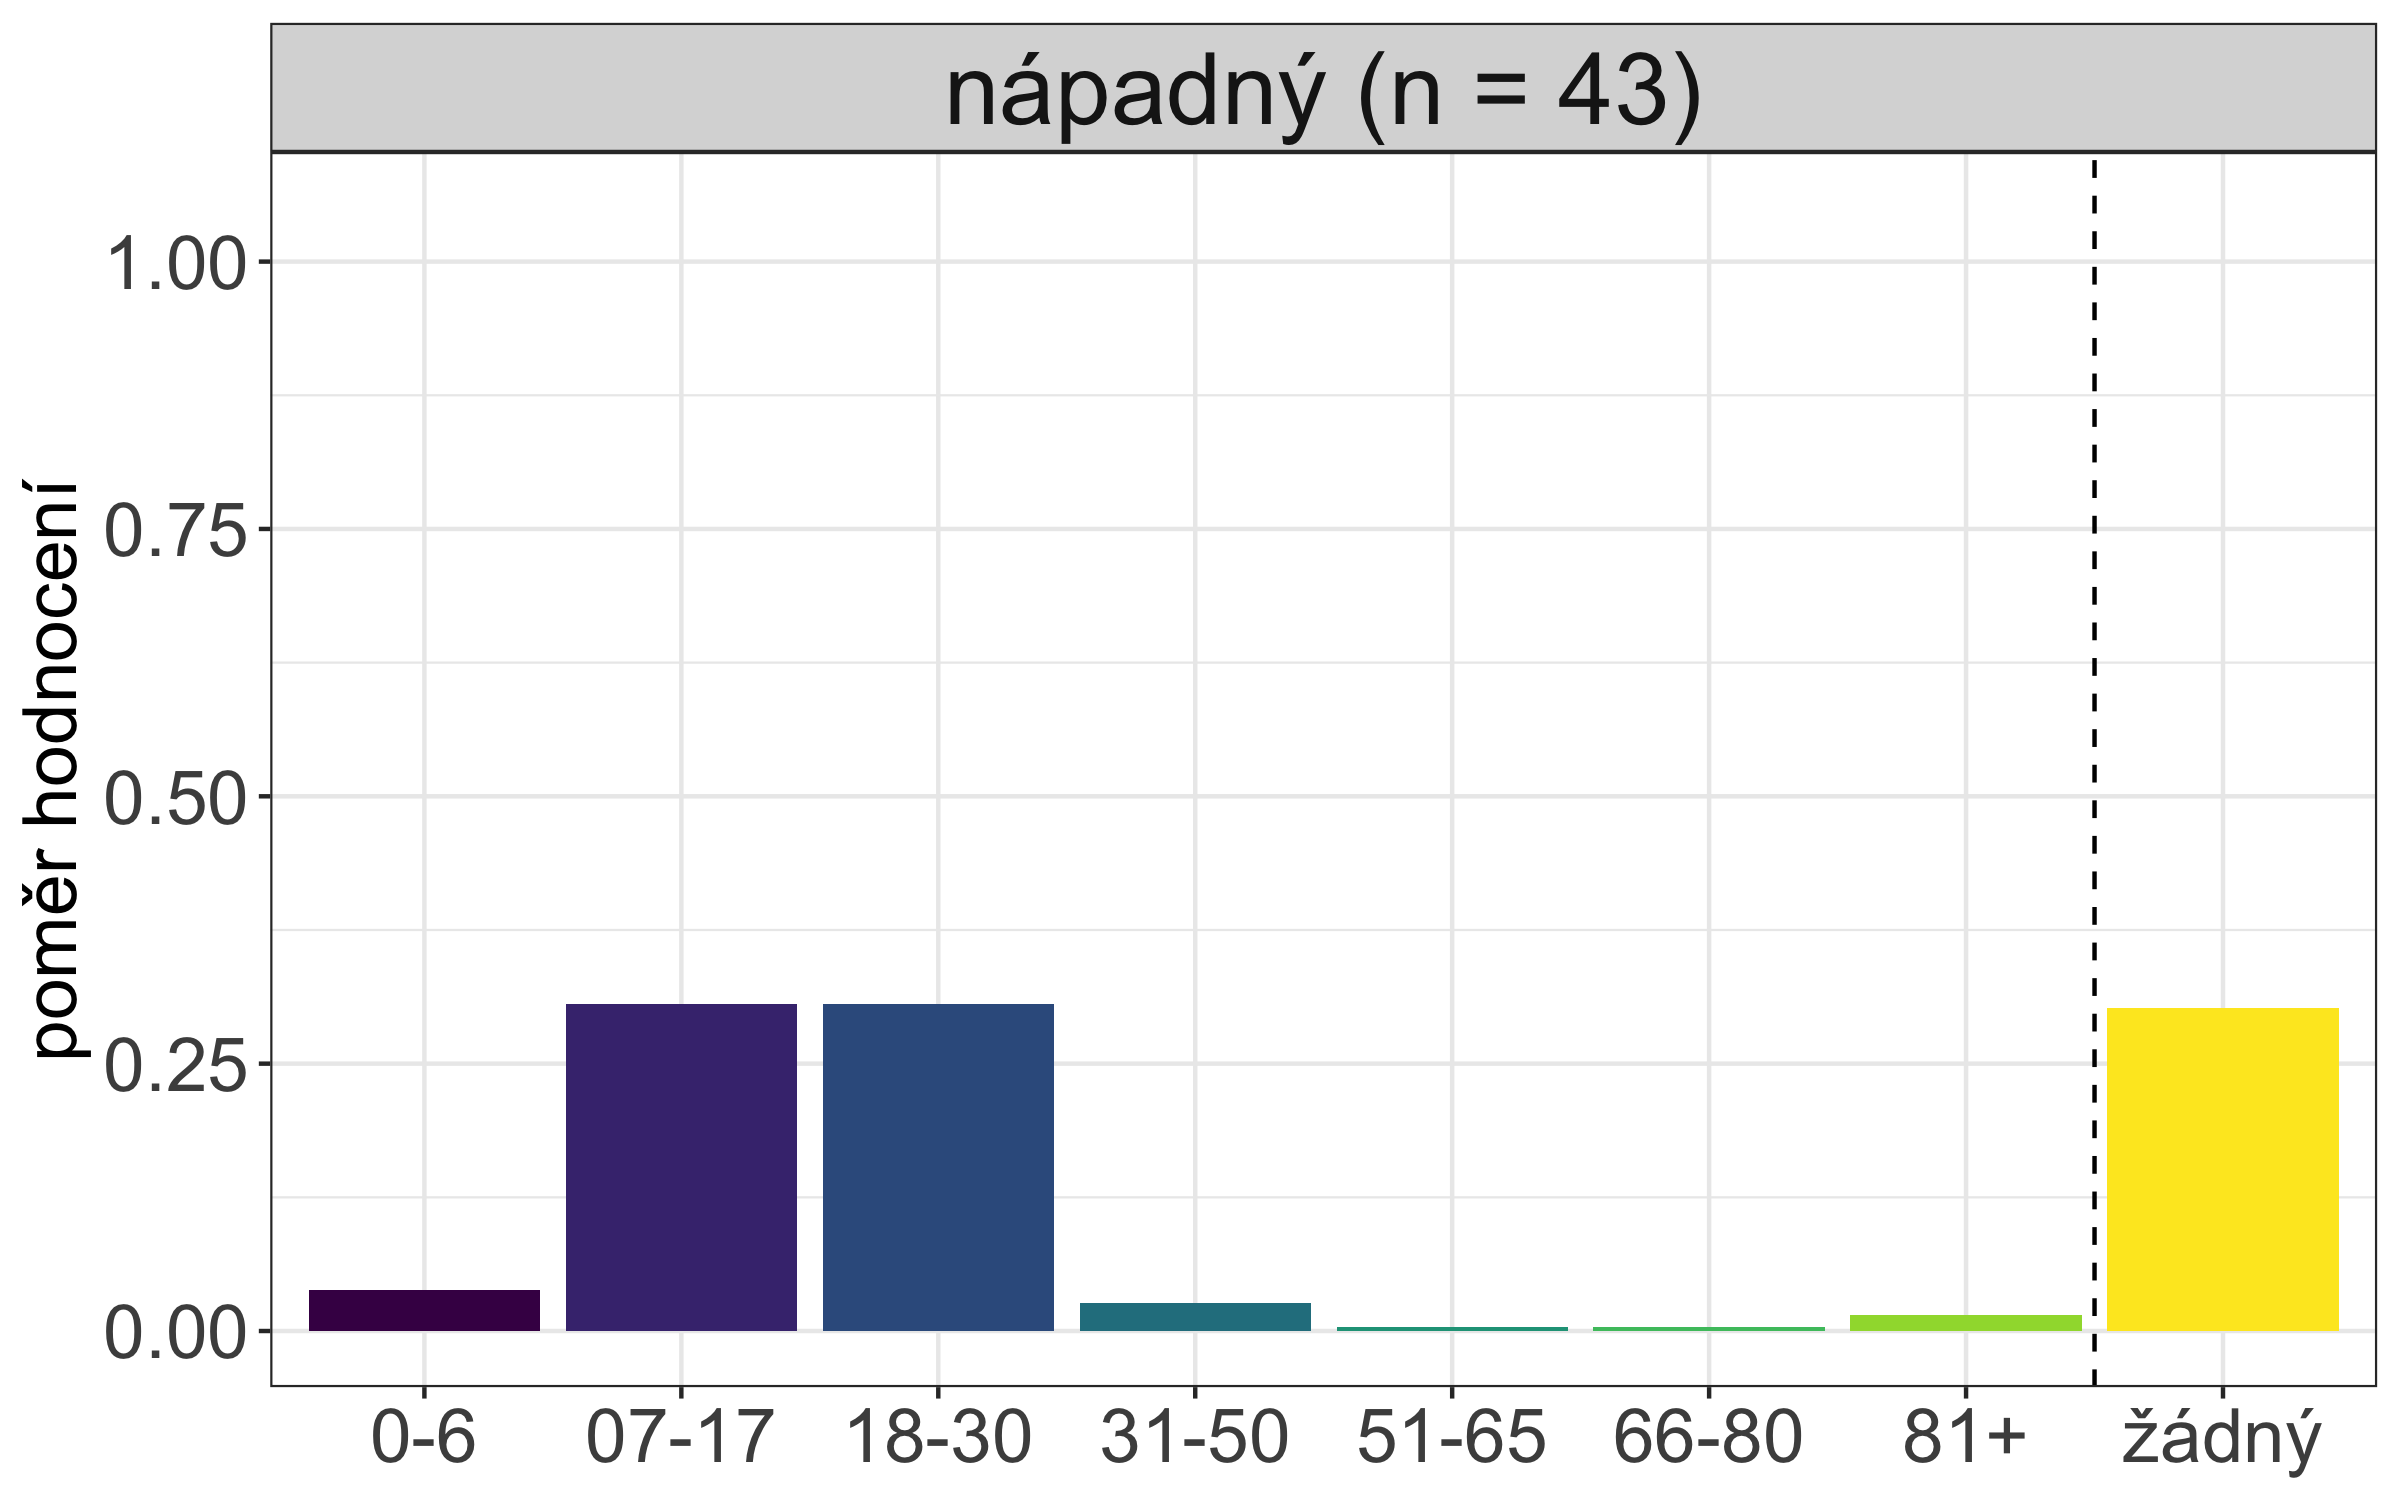 nápadný (n = 43)
poměr hodnocení
1.00
0.75
0.50
0.25
0.00
0-6 07-17 18-30 31-50 51-65 66-80 81+ žádný